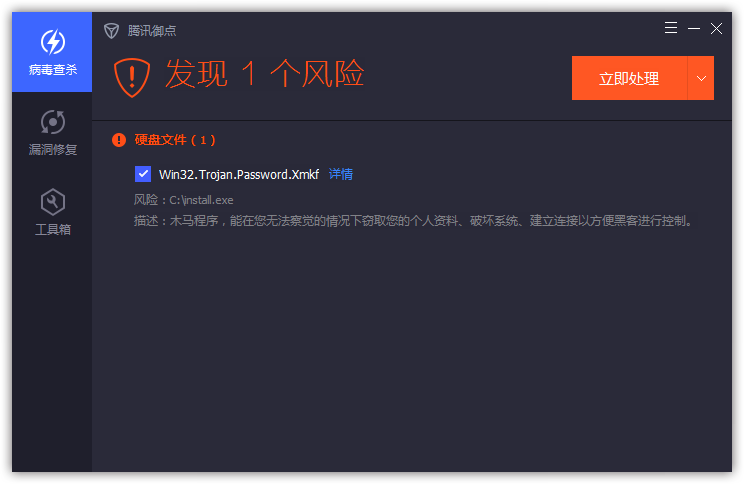 腾讯御点
病毒查杀
漏洞修复
工具箱
发现 1 个风险
立即处理
硬盘文件（1）
Win32.Trojan.Password.Xmkf 详情
风险：C:\install.exe
描述：木马程序，能在您无法察觉的情况下窃取您的个人资料、破坏系统、建立连接以方便黑客进行控制。